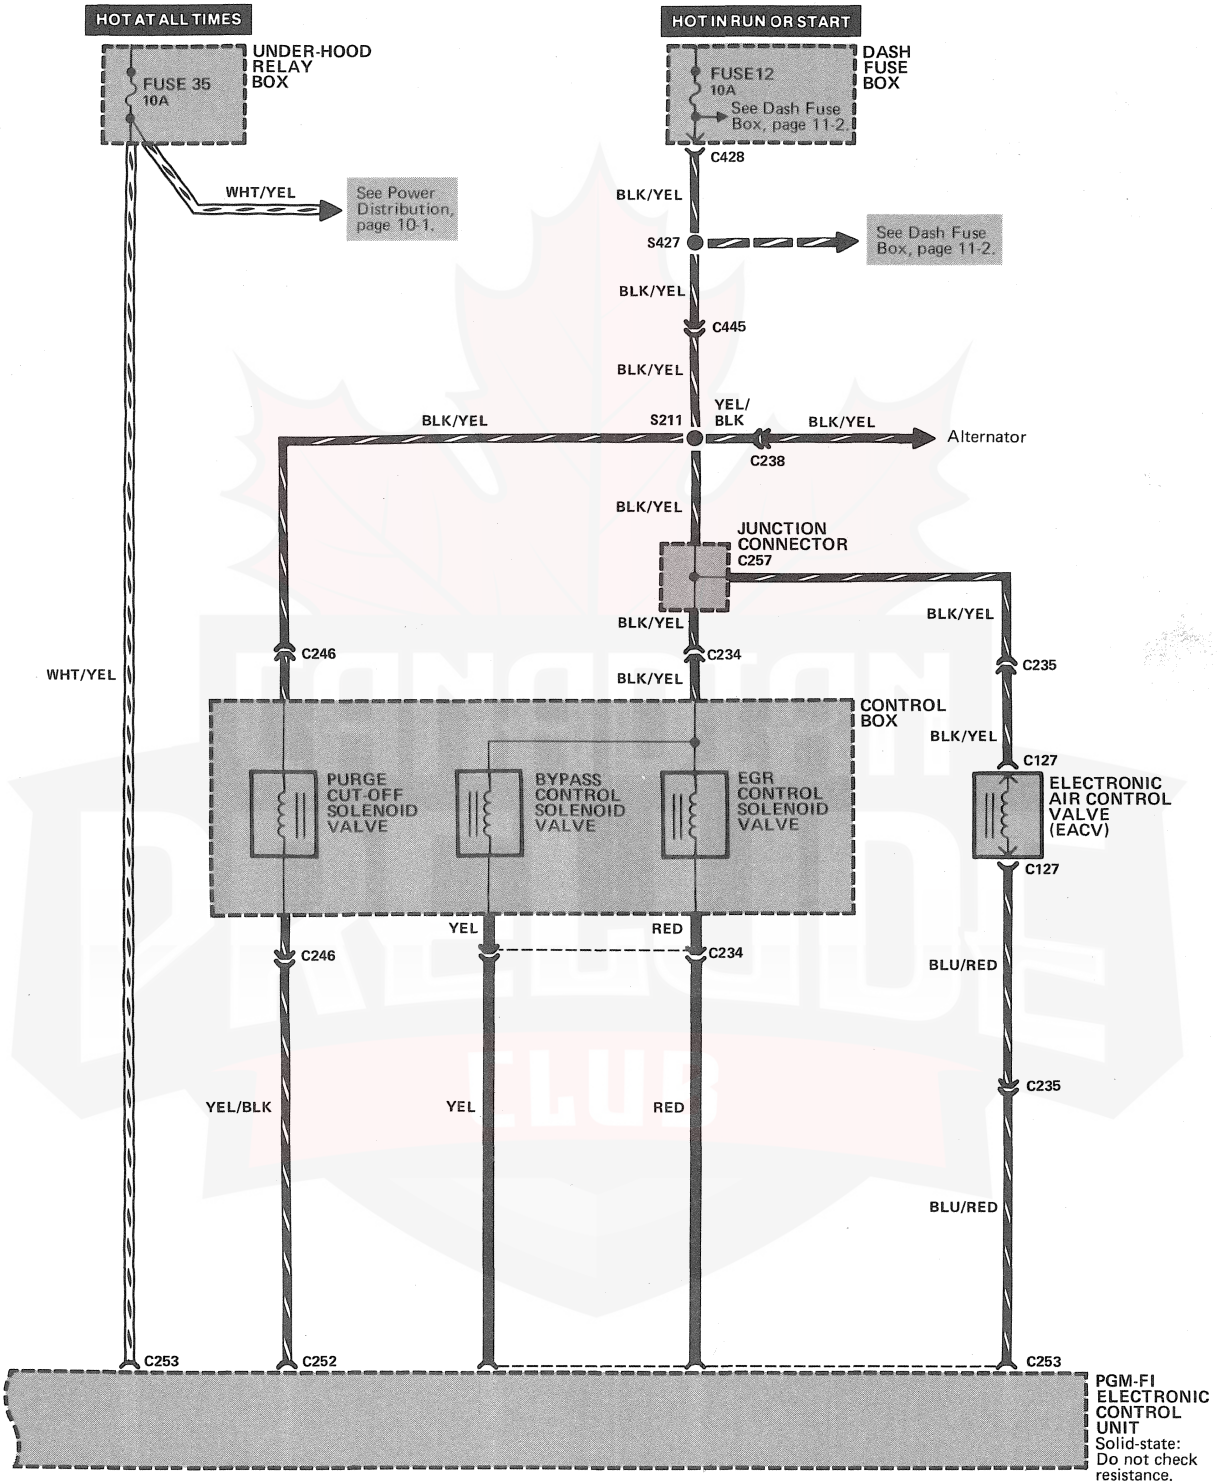 HOT AT ALL TIMES
HOT IN RUN OR START
UNDER-HOOD
RELAY
BOX
FUSE 35
10A
DASH
FUSE
BOX
FUSE12
10A
See Dash Fuse
Box, page 11-2.
C428
WHT/YEL
See Power
Distribution,
page 10-1.
BLK/YEL
S427
See Dash Fuse
Box, page 11-2.
BLK/YEL
C445
BLK/YEL
BLK/YEL
S211
YEL/
BLK
BLK/YEL
Alternator
C238
BLK/YEL
JUNCTION
CONNECTOR
C257
BLK/YEL
BLK/YEL
C246
C234
C235
WHT/YEL
BLK/YEL
CONTROL
BOX
BLK/YEL
C127
PURGE
CUT-OFF
SOLENOID
VALVE
BYPASS
CONTROL
SOLENOID
VALVE
EGR
CONTROL
SOLENOID
VALVE
ELECTRONIC
AIR CONTROL
VALVE
(EACV)
C127
YEL
RED
C246
C234
BLU/RED
C235
YEL/BLK
YEL
RED
BLU/RED
C253
C252
C253
PGM-FI
ELECTRONIC
CONTROL
UNIT
Solid-state:
Do not check
resistance.
CANADIAN
PRELUDE
CLUB